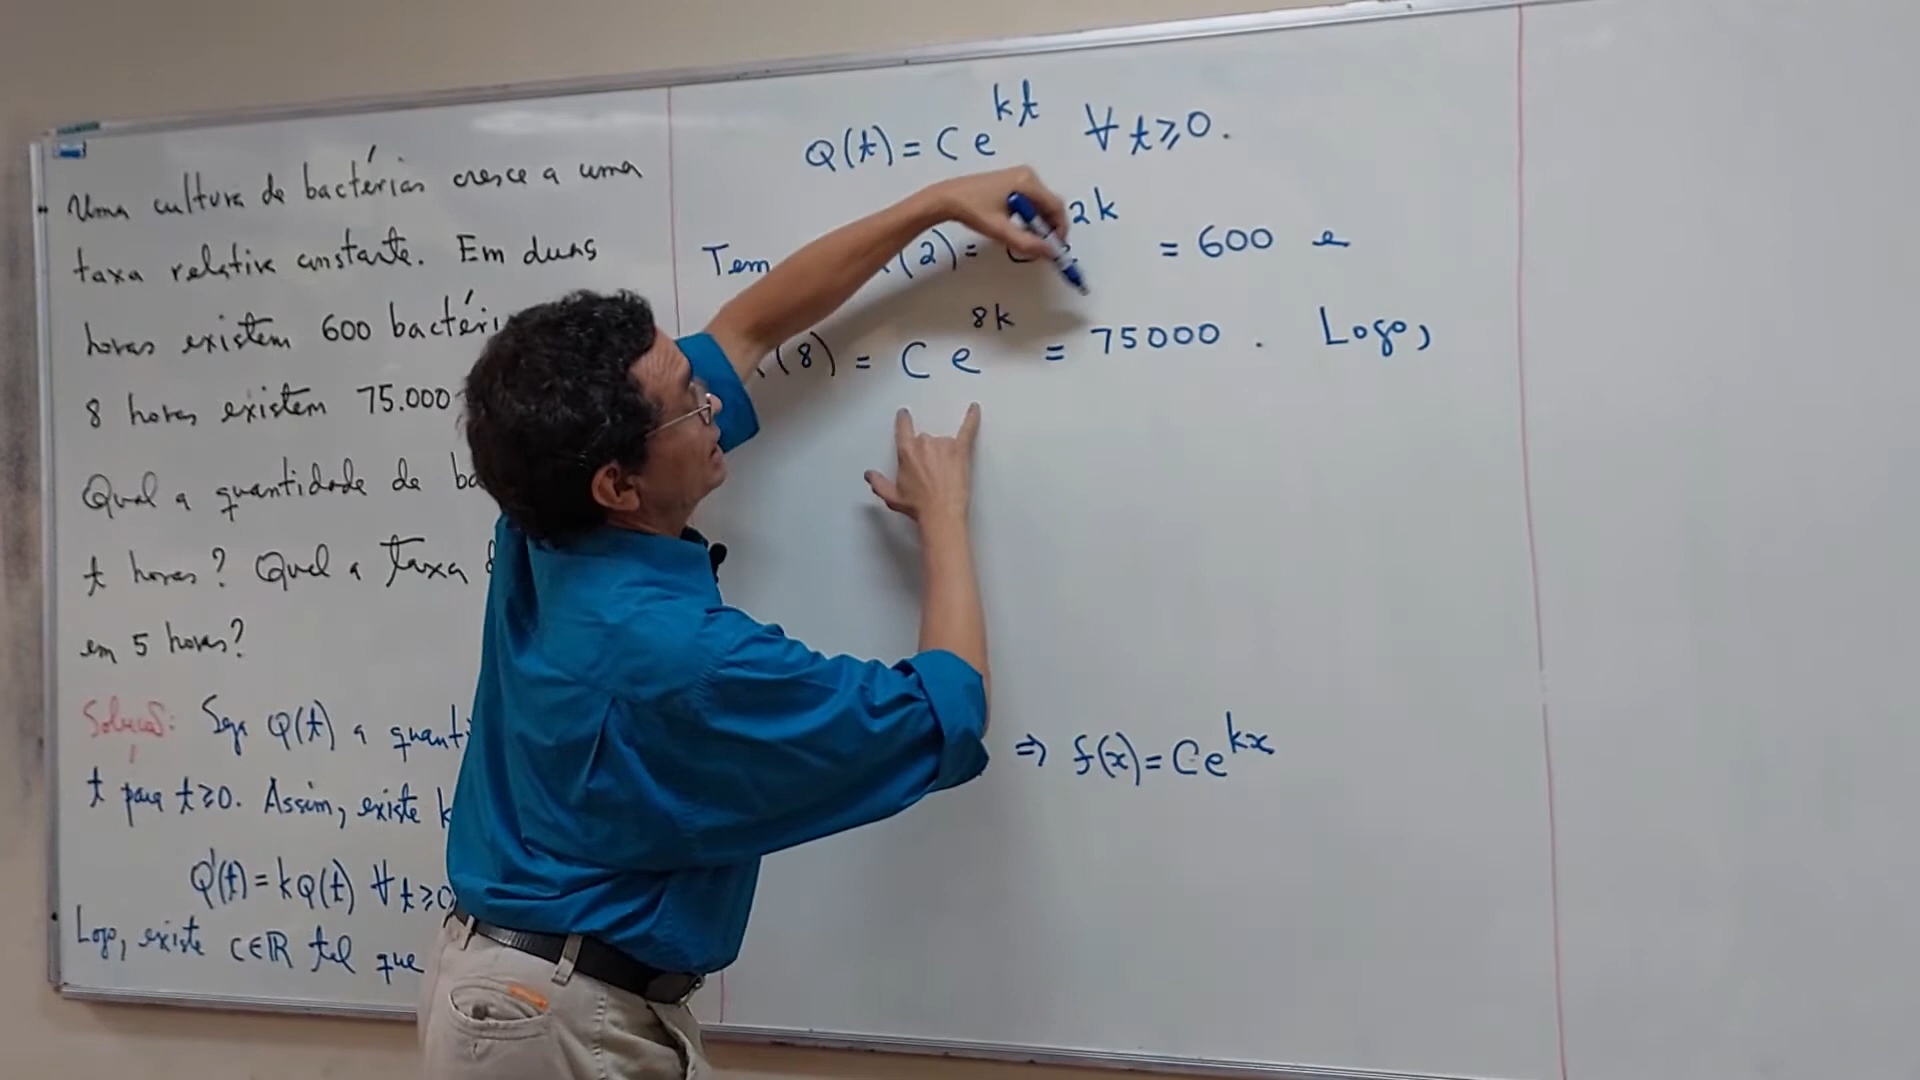 Uma cultura de bactérias cresce a uma
taxa relativa constante. Em duas
horas existem 600 bactéri
8 horas existem 75.000
Qual a quantidade de ba
t horas? Qual a taxa
em 5 horas?
Solução: Seja Q(t) a quanti
t para t≥0. Assim, existe k
Q'(t) = kQ(t) ∀t≥0
Logo, existe C∈ℝ tal que
Q(t) = Ce^{kt} ∀t≥0.
Tem (2) = C e^{2k} = 600 e
(8) = C e^{8k} = 75000. Logo,
⇒ f(x) = Ce^{kx}